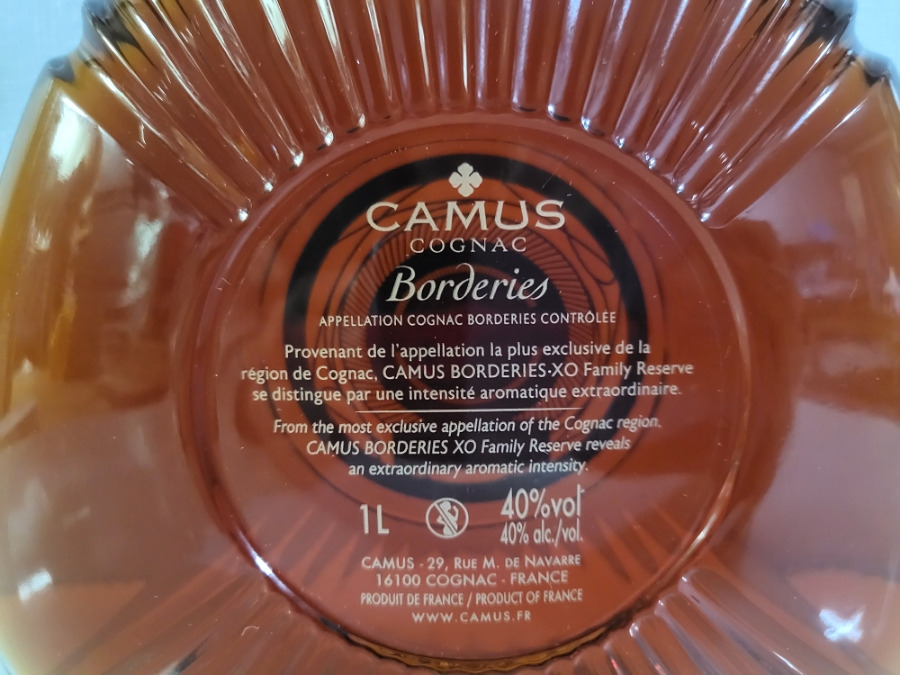 CAMUS
COGNAC
Borderies
APPELLATION COGNAC BORDERIES CONTRÔLÉE
Provenant de l'appellation la plus exclusive de la
région de Cognac, CAMUS BORDERIES·XO Family Reserve
se distingue par une intensité aromatique extraordinaire.
From the most exclusive appellation of the Cognac region.
CAMUS BORDERIES XO Family Reserve reveals
an extraordinary aromatic intensity.
1L 40%vol
40% alc./vol.
CAMUS - 29, RUE M. DE NAVARRE
16100 COGNAC - FRANCE
PRODUIT DE FRANCE / PRODUCT OF FRANCE
WWW.CAMUS.FR